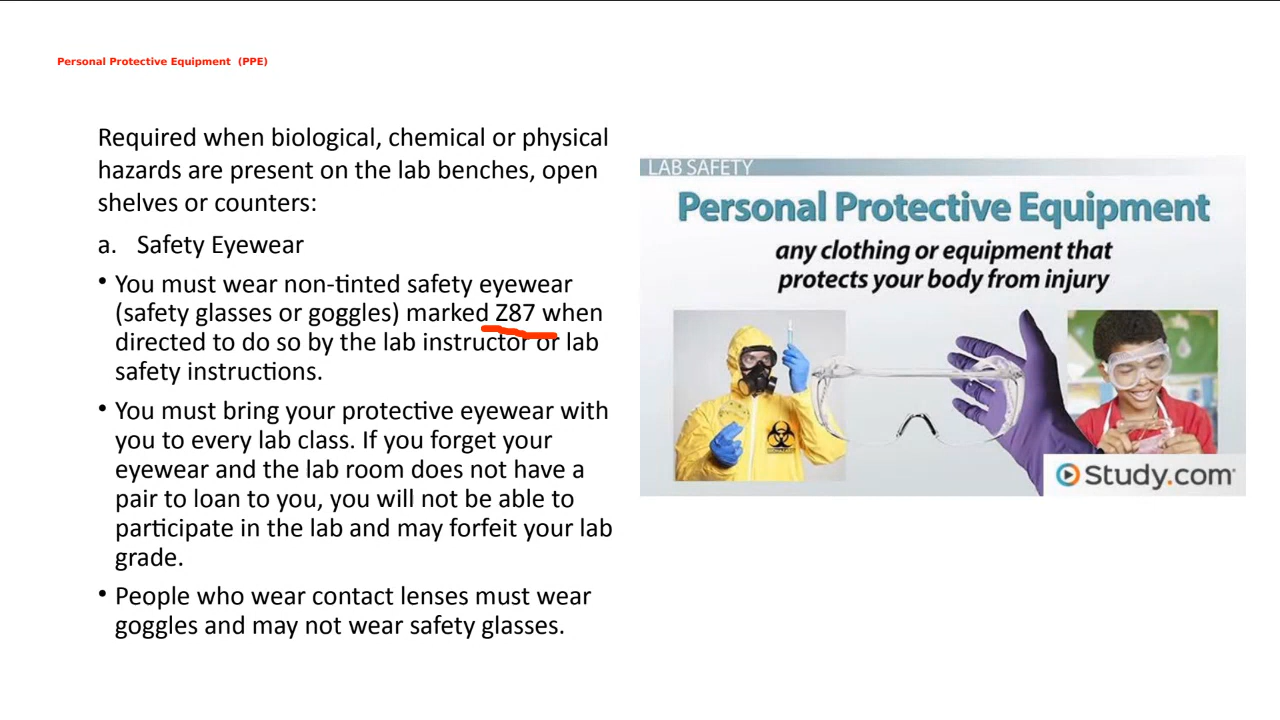 Personal Protective Equipment (PPE)
Required when biological, chemical or physical
hazards are present on the lab benches, open
shelves or counters:
a. Safety Eyewear
• You must wear non-tinted safety eyewear
(safety glasses or goggles) marked Z87 when
directed to do so by the lab instructor or lab
safety instructions.
• You must bring your protective eyewear with
you to every lab class. If you forget your
eyewear and the lab room does not have a
pair to loan to you, you will not be able to
participate in the lab and may forfeit your lab
grade.
• People who wear contact lenses must wear
goggles and may not wear safety glasses.
LAB SAFETY
Personal Protective Equipment
any clothing or equipment that
protects your body from injury
Study.com